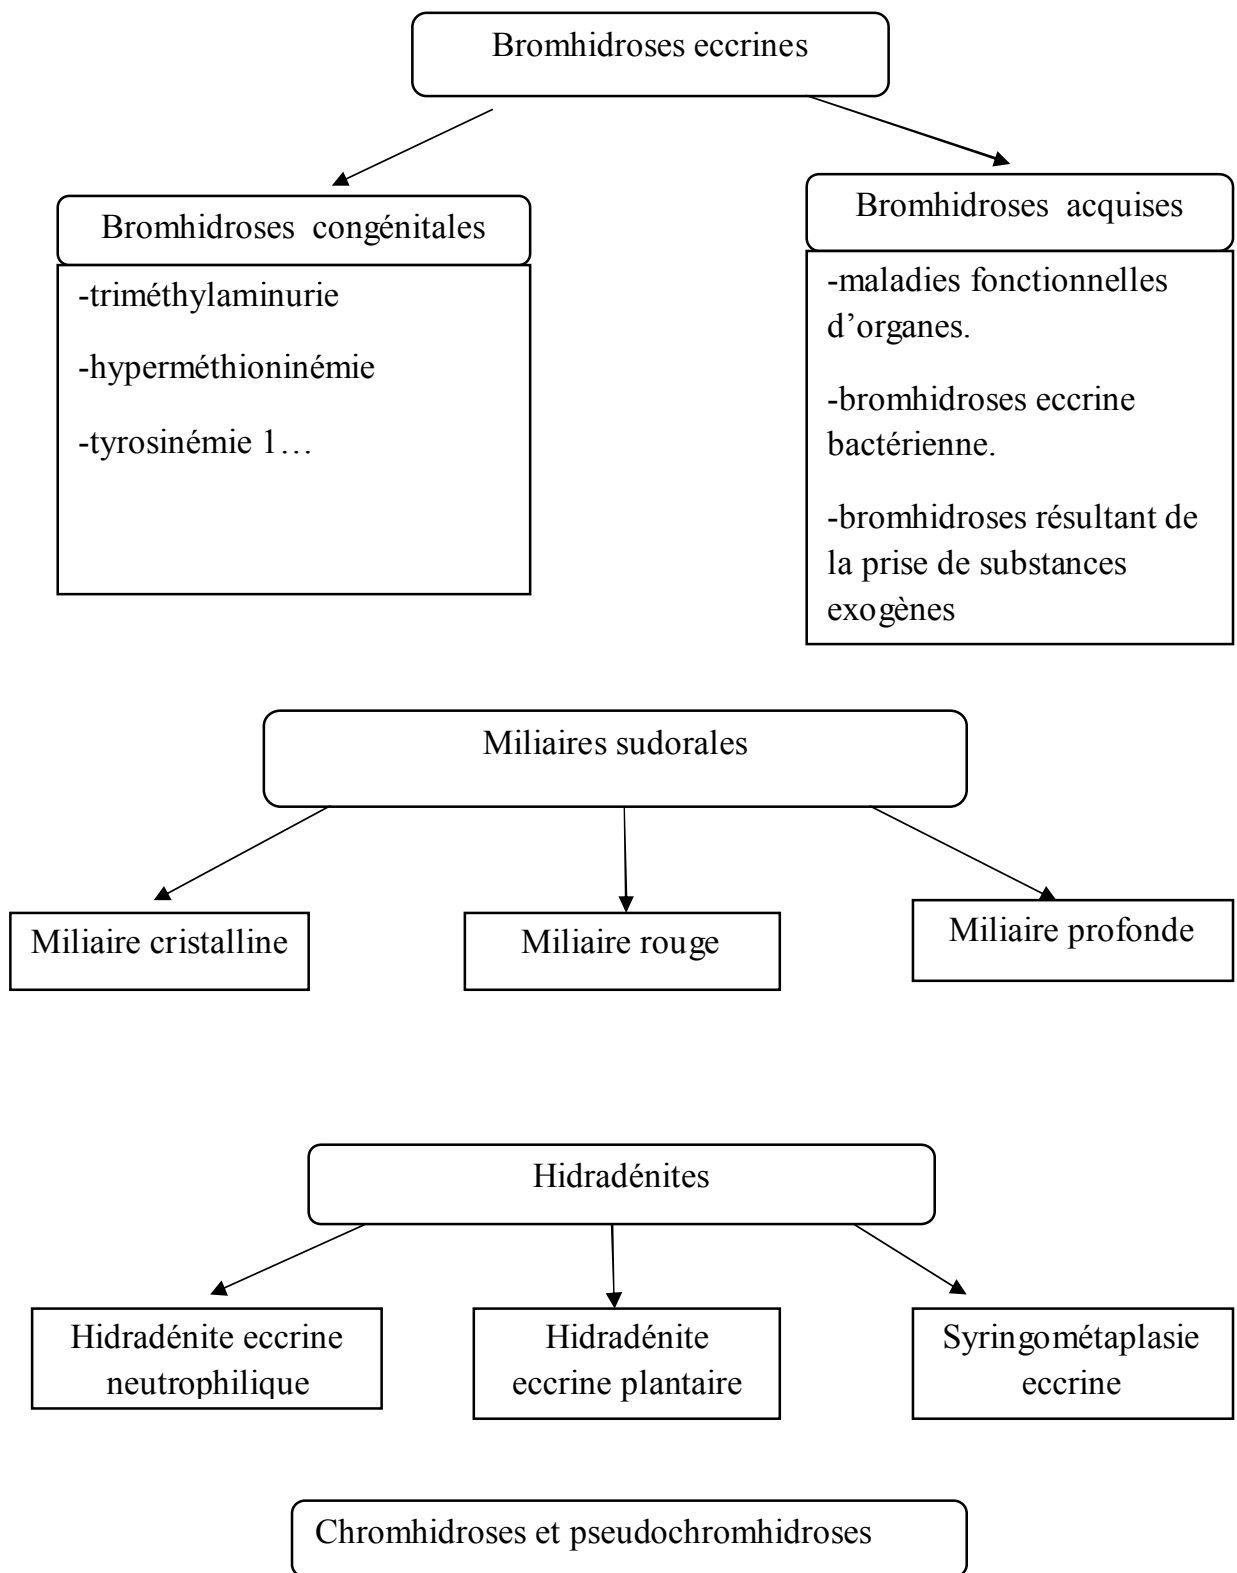 Bromhidroses eccrines
Bromhidroses congénitales
-triméthylaminurie
-hyperméthioninémie
-tyrosinémie 1…
Bromhidroses acquises
-maladies fonctionnelles
d’organes.
-bromhidroses eccrine
bactérienne.
-bromhidroses résultant de
la prise de substances
exogènes
Miliaires sudorales
Miliaire cristalline
Miliaire rouge
Miliaire profonde
Hidradénites
Hidradénite eccrine
neutrophilique
Hidradénite
eccrine plantaire
Syringométaplasie
eccrine
Chromhidroses et pseudochromhidroses